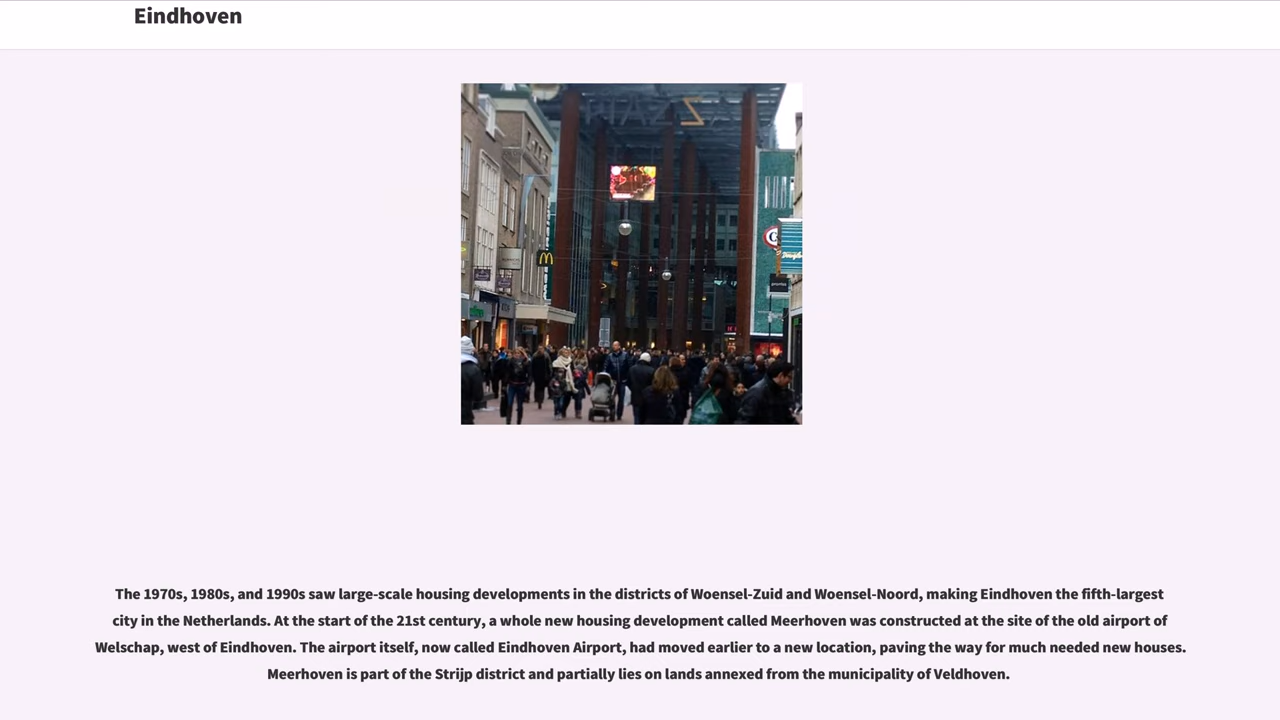 Eindhoven
The 1970s, 1980s, and 1990s saw large-scale housing developments in the districts of Woensel-Zuid and Woensel-Noord, making Eindhoven the fifth-largest
city in the Netherlands. At the start of the 21st century, a whole new housing development called Meerhoven was constructed at the site of the old airport of
Welschap, west of Eindhoven. The airport itself, now called Eindhoven Airport, had moved earlier to a new location, paving the way for much needed new houses.
Meerhoven is part of the Strijp district and partially lies on lands annexed from the municipality of Veldhoven.